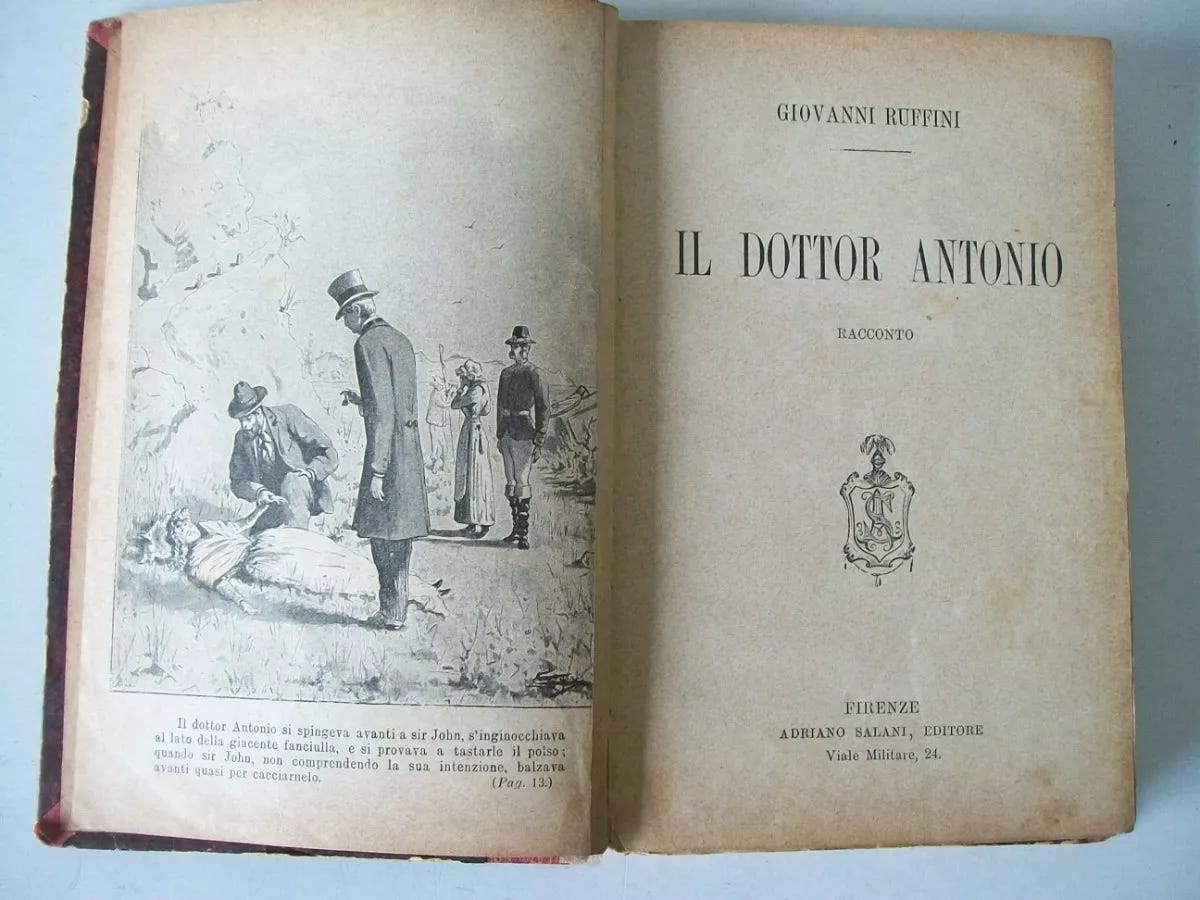 Il dottor Antonio si spingeva avanti a sir John, s'inginocchiava
al lato della giacente fanciulla, e si provava a tastarle il polso;
quando sir John, non comprendendo la sua intenzione, balzava
avanti quasi per cacciarnelo. (Pag. 13.)
GIOVANNI RUFFINI
IL DOTTOR ANTONIO
RACCONTO
FIRENZE
ADRIANO SALANI, EDITORE
Viale Militare, 24.